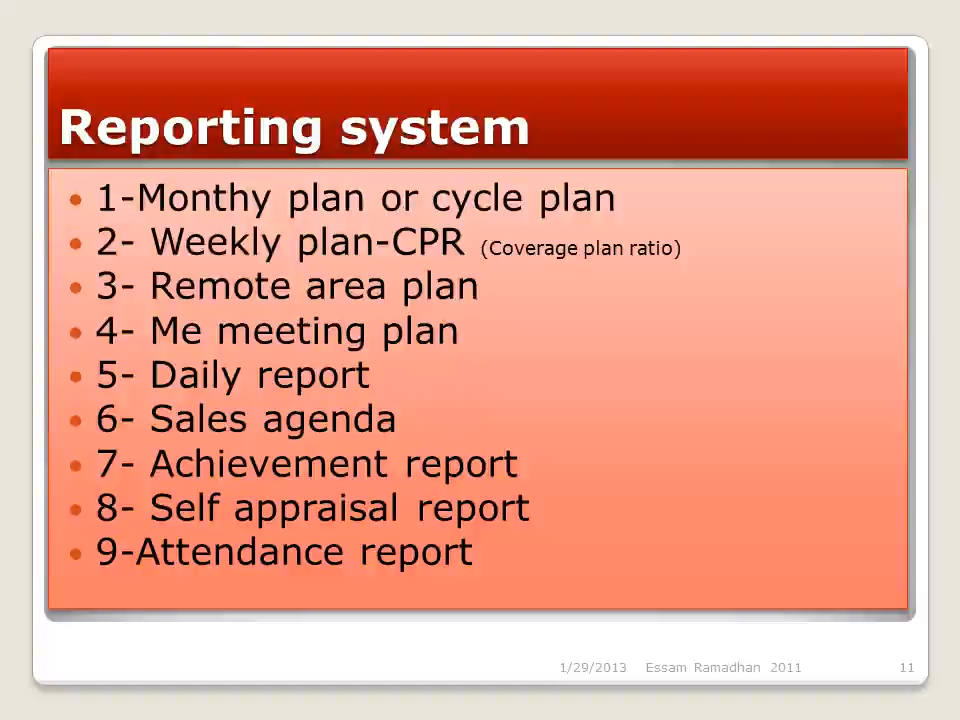 Reporting system
• 1-Monthy plan or cycle plan
• 2- Weekly plan-CPR (Coverage plan ratio)
• 3- Remote area plan
• 4- Me meeting plan
• 5- Daily report
• 6- Sales agenda
• 7- Achievement report
• 8- Self appraisal report
• 9-Attendance report
1/29/2013 Essam Ramadhan 2011 11